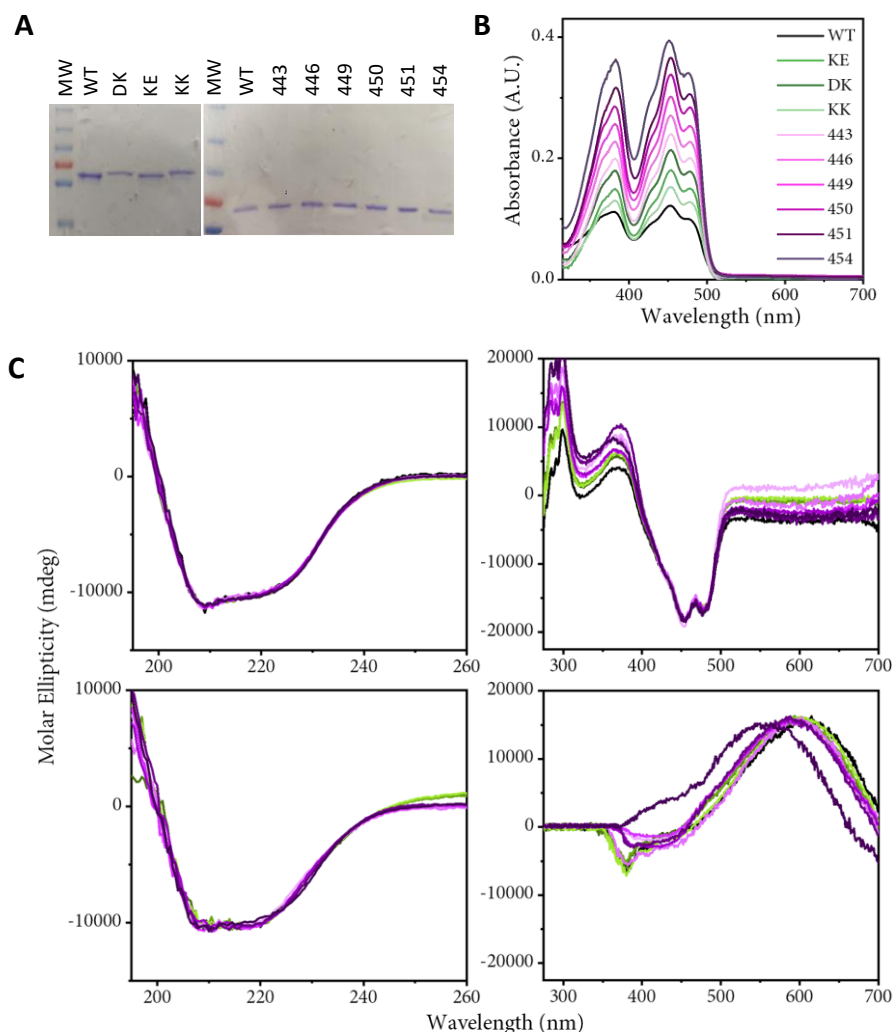 A
MW WT DK KE KK MW WT 443 446 449 450 451 454
B
0.4
0.2
0.0
Absorbance (A.U.)
400 500 600 700
Wavelength (nm)
WT
KE
DK
KK
443
446
449
450
451
454
C
Molar Ellipticity (mdeg)
10000
0
-10000
200 220 240 260
20000
10000
0
-10000
-20000
300 400 500 600 700
10000
0
-10000
200 220 240 260
20000
10000
0
-10000
-20000
300 400 500 600 700
Wavelength (nm)